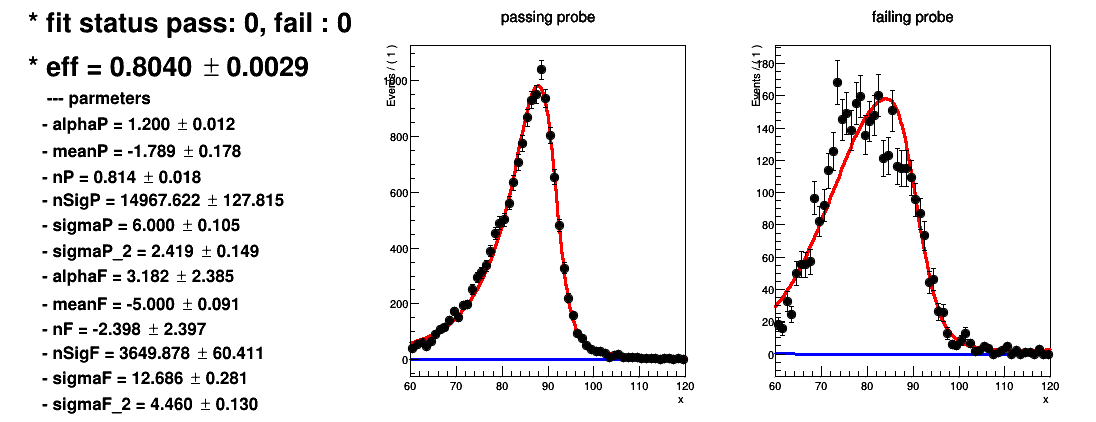 * fit status pass: 0, fail : 0
* eff = 0.8040 ± 0.0029
--- parmeters
- alphaP = 1.200 ± 0.012
- meanP = -1.789 ± 0.178
- nP = 0.814 ± 0.018
- nSigP = 14967.622 ± 127.815
- sigmaP = 6.000 ± 0.105
- sigmaP_2 = 2.419 ± 0.149
- alphaF = 3.182 ± 2.385
- meanF = -5.000 ± 0.091
- nF = -2.398 ± 2.397
- nSigF = 3649.878 ± 60.411
- sigmaF = 12.686 ± 0.281
- sigmaF_2 = 4.460 ± 0.130
passing probe
Events / ( 1 )
1000
800
600
400
200
0
60 70 80 90 100 110 120
x
failing probe
Events / ( 1 )
180
160
140
120
100
80
60
40
20
0
60 70 80 90 100 110 120
x